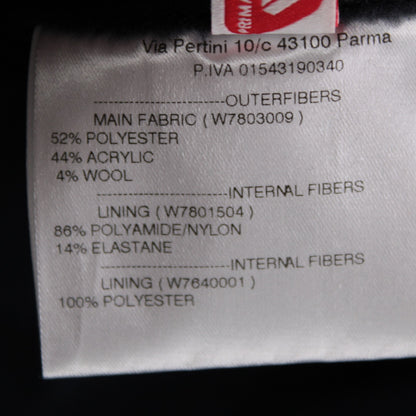 PRIMA
Via Pertini 10/c 43100 Parma
P.IVA 01543190340
----------------------OUTERFIBERS
MAIN FABRIC ( W7803009 )
52% POLYESTER
44% ACRYLIC
4% WOOL
----------------------INTERNAL FIBERS
LINING ( W7801504 )
86% POLYAMIDE/NYLON
14% ELASTANE
----------------------INTERNAL FIBERS
LINING ( W7640001 )
100% POLYESTER